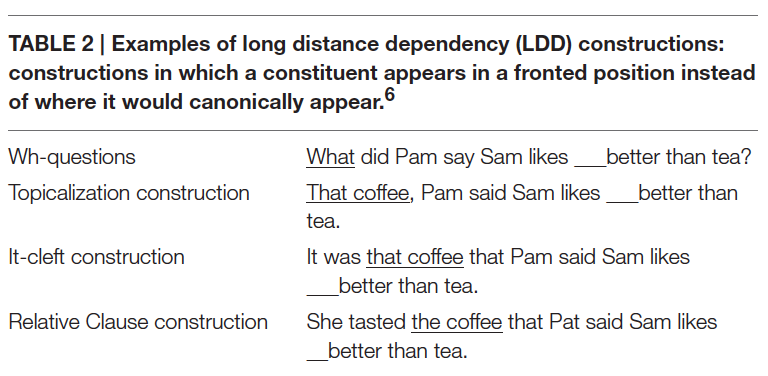 TABLE 2 | Examples of long distance dependency (LDD) constructions:
constructions in which a constituent appears in a fronted position instead
of where it would canonically appear.6
Wh-questions What did Pam say Sam likes ___better than tea?
Topicalization construction That coffee, Pam said Sam likes ___better than
tea.
It-cleft construction It was that coffee that Pam said Sam likes
___better than tea.
Relative Clause construction She tasted the coffee that Pat said Sam likes
__better than tea.